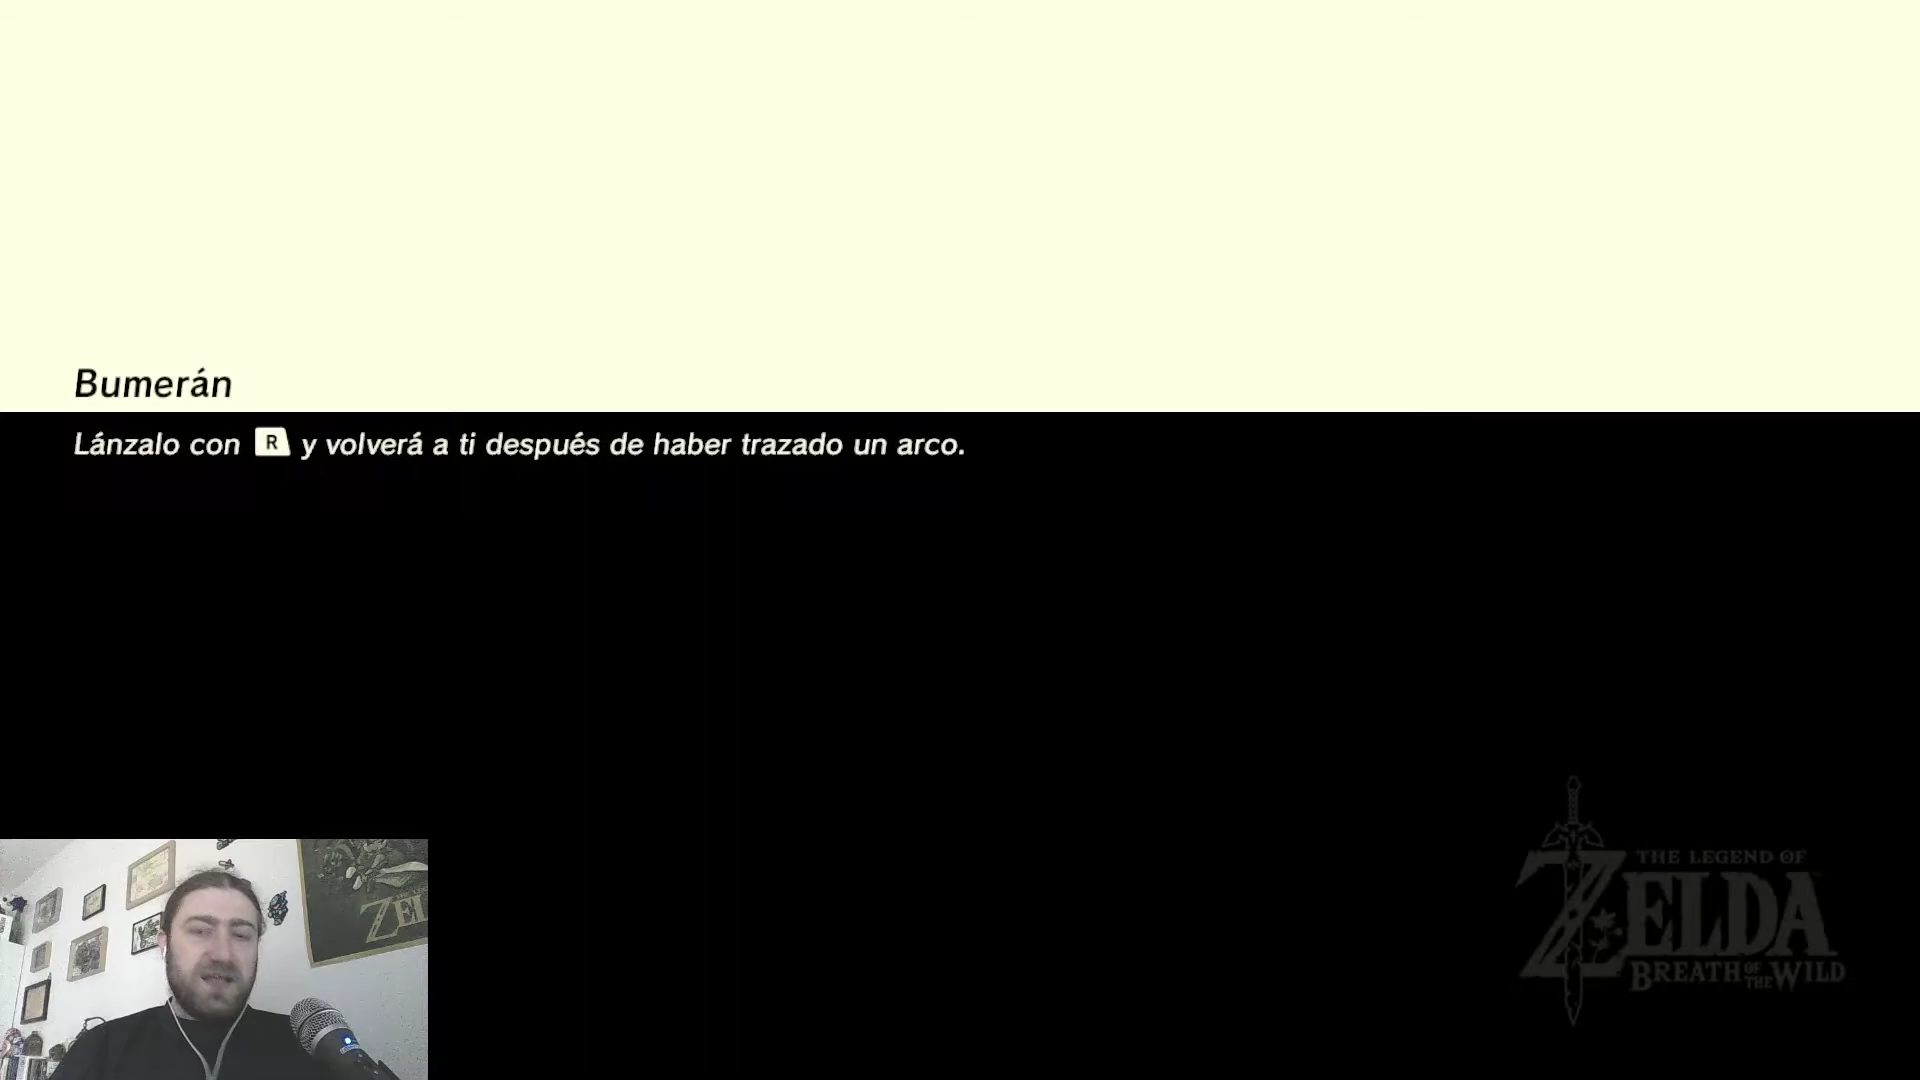 Bumerán
Lánzalo con R y volverá a ti después de haber trazado un arco.
THE LEGEND OF
ZELDA
BREATH OF THE WILD
ZEL